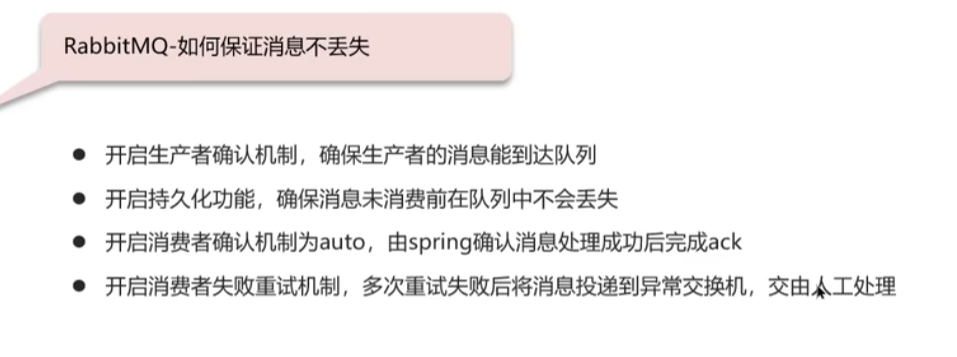 RabbitMQ-如何保证消息不丢失
● 开启生产者确认机制，确保生产者的消息能到达队列
● 开启持久化功能，确保消息未消费前在队列中不会丢失
● 开启消费者确认机制为auto，由spring确认消息处理成功后完成ack
● 开启消费者失败重试机制，多次重试失败后将消息投递到异常交换机，交由人工处理